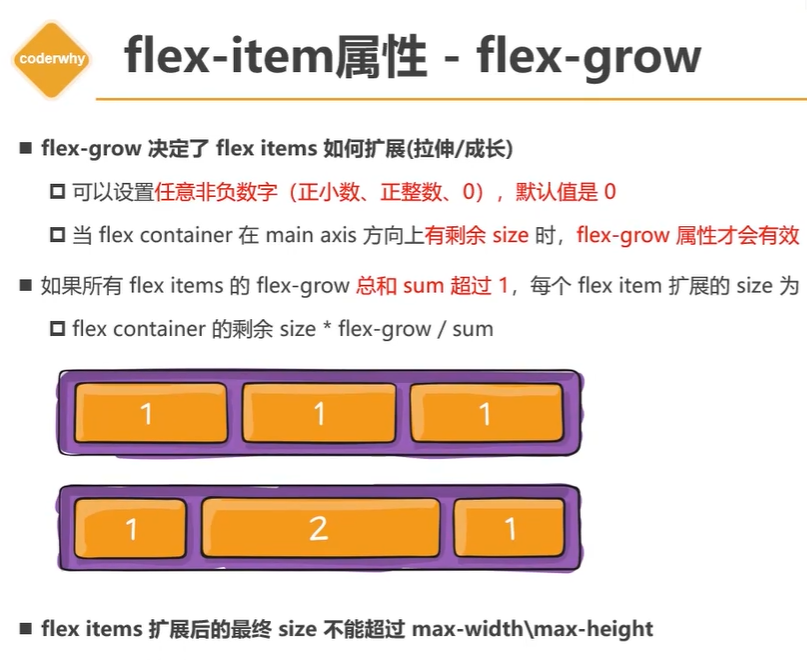 coderwhy
flex-item属性 - flex-grow
■ flex-grow 决定了 flex items 如何扩展(拉伸/成长)
可以设置任意非负数字（正小数、正整数、0），默认值是 0
当 flex container 在 main axis 方向上有剩余 size 时，flex-grow 属性才会有效
■ 如果所有 flex items 的 flex-grow 总和 sum 超过 1，每个 flex item 扩展的 size 为
flex container 的剩余 size * flex-grow / sum
1 1 1
1 2 1
■ flex items 扩展后的最终 size 不能超过 max-width\max-height